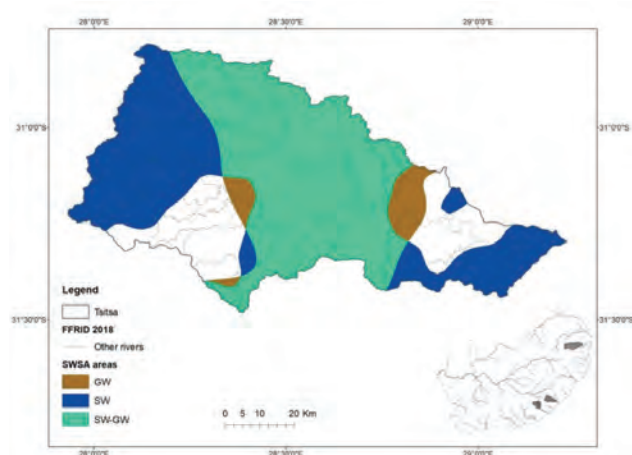 28°0'0"E 28°30'0"E 29°0'0"E
31°0'0"S 31°0'0"S
31°30'0"S 31°30'0"S
Legend
Tsitsa
FFRID 2018
Other rivers
SWSA areas
GW
SW
SW-GW
0 5 10 20 Km
28°0'0"E 28°30'0"E 29°0'0"E